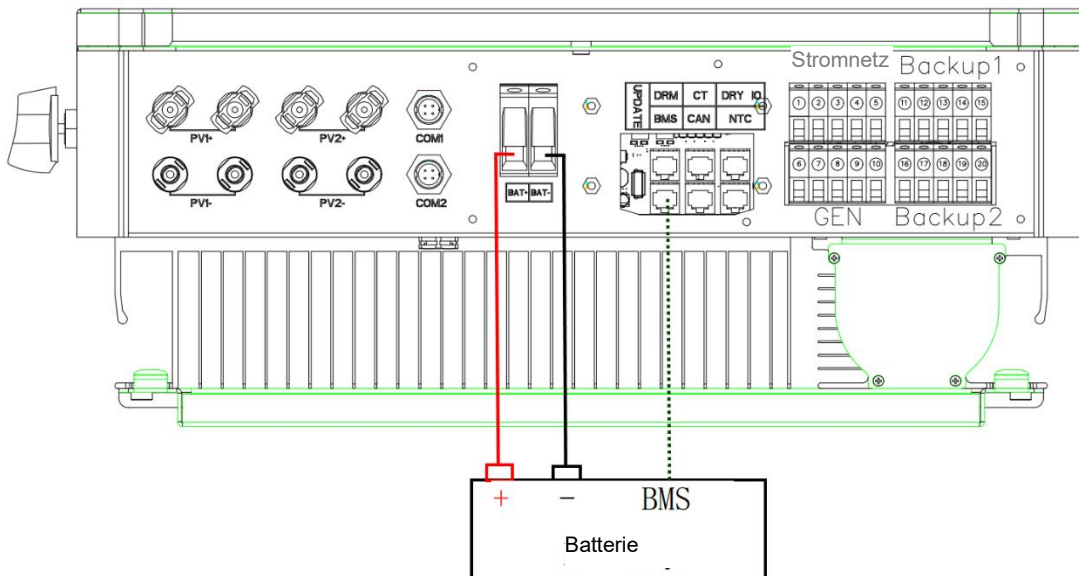 Stromnetz
Backup1
UPDATE
DRM CT DRY IO
BMS CAN NTC
1 2 3 4 5
11 12 13 14 15
PV1+
PV2+
COM1
6 7 8 9 10
16 17 18 19 20
PV1-
PV2-
COM2
BAT+ BAT-
GEN
Backup2
+ − BMS
Batterie